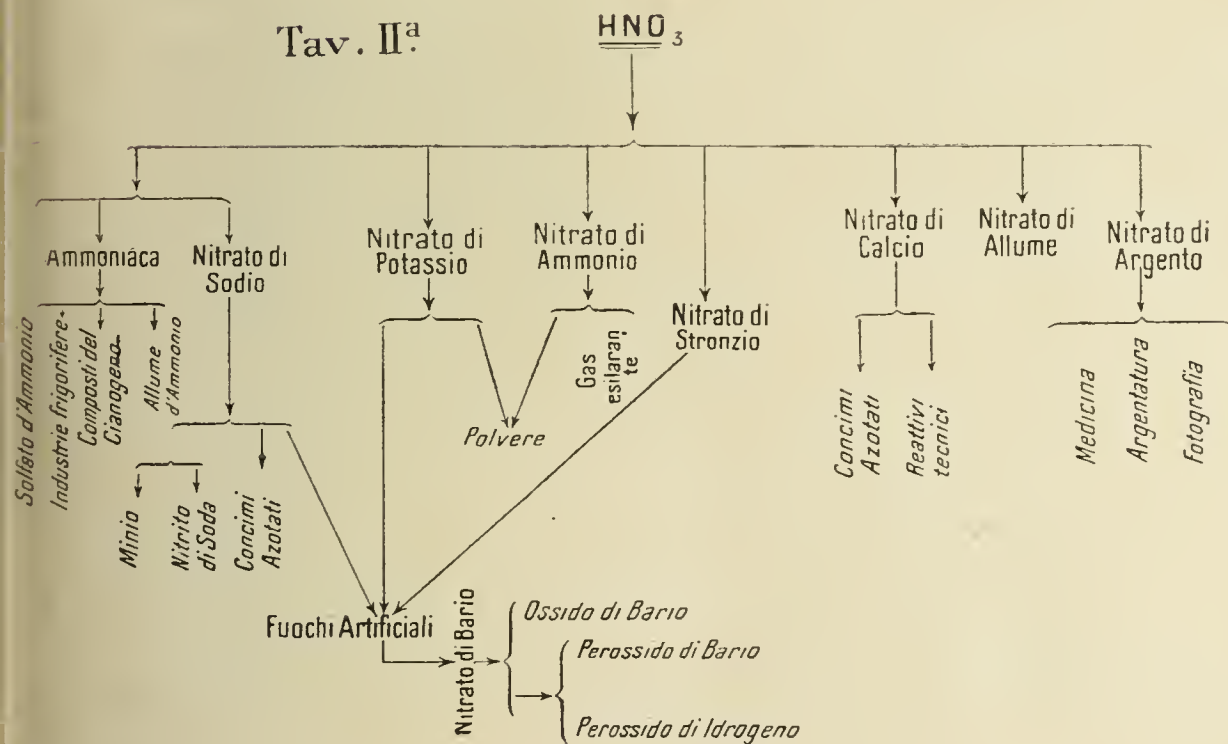 Tav. IIª.
HNO3
Ammoniáca
Nitrato di
Sodio
Nitrato di
Potassio
Nitrato di
Ammonio
Nitrato di
Stronzio
Nitrato di
Calcio
Nitrato di
Allume
Nitrato di
Argento
Solfato d'Ammonio
Industrie frigorifere.
Composti del
Cianogeno
Allume
d'Ammonio
Minio
Nitrito
di Soda
Concimi
Azotati
Polvere
Gas
esilaran,
te
Concimi
Azotati
Reattivi
tecnici
Medicina
Argentatura
Fotografia
Fuochi Artificiali
Nitrato di Bario
Ossido di Bario
Perossido di Bario
Perossido di Idrogeno